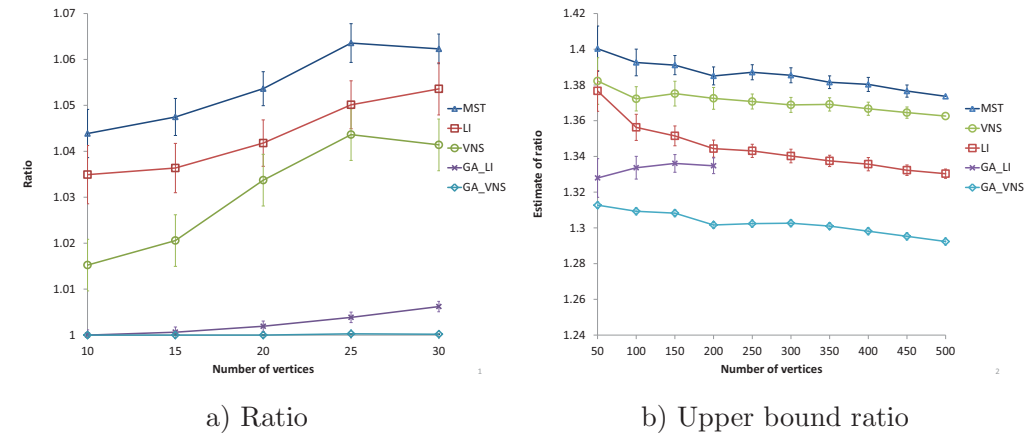 1.07
1.06
1.05
1.04
1.03
1.02
1.01
1
Ratio
10 15 20 25 30
Number of vertices
MST
LI
VNS
GA_LI
GA_VNS
1
a) Ratio
1.42
1.4
1.38
1.36
1.34
1.32
1.3
1.28
1.26
1.24
Estimate of ratio
50 100 150 200 250 300 350 400 450 500
Number of vertices
MST
VNS
LI
GA_LI
GA_VNS
2
b) Upper bound ratio